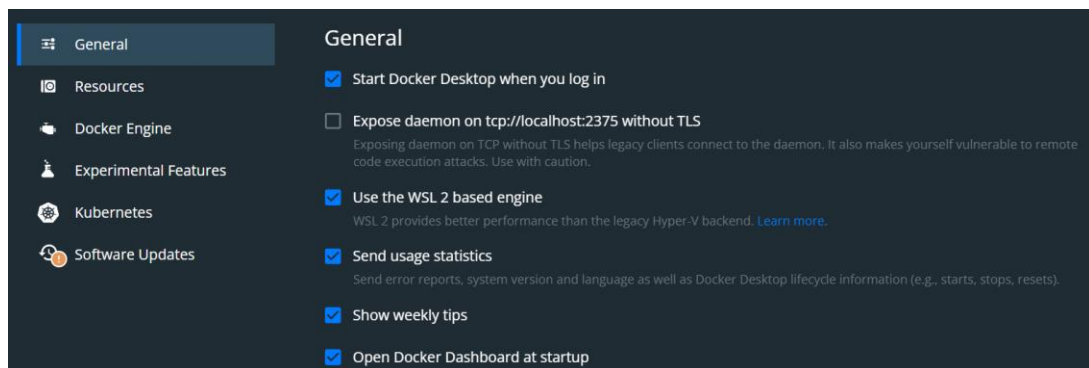 General
Resources
Docker Engine
Experimental Features
Kubernetes
Software Updates
General
Start Docker Desktop when you log in
Expose daemon on tcp://localhost:2375 without TLS
Exposing daemon on TCP without TLS helps legacy clients connect to the daemon. It also makes yourself vulnerable to remote
code execution attacks. Use with caution.
Use the WSL 2 based engine
WSL 2 provides better performance than the legacy Hyper-V backend. Learn more.
Send usage statistics
Send error reports, system version and language as well as Docker Desktop lifecycle information (e.g., starts, stops, resets).
Show weekly tips
Open Docker Dashboard at startup